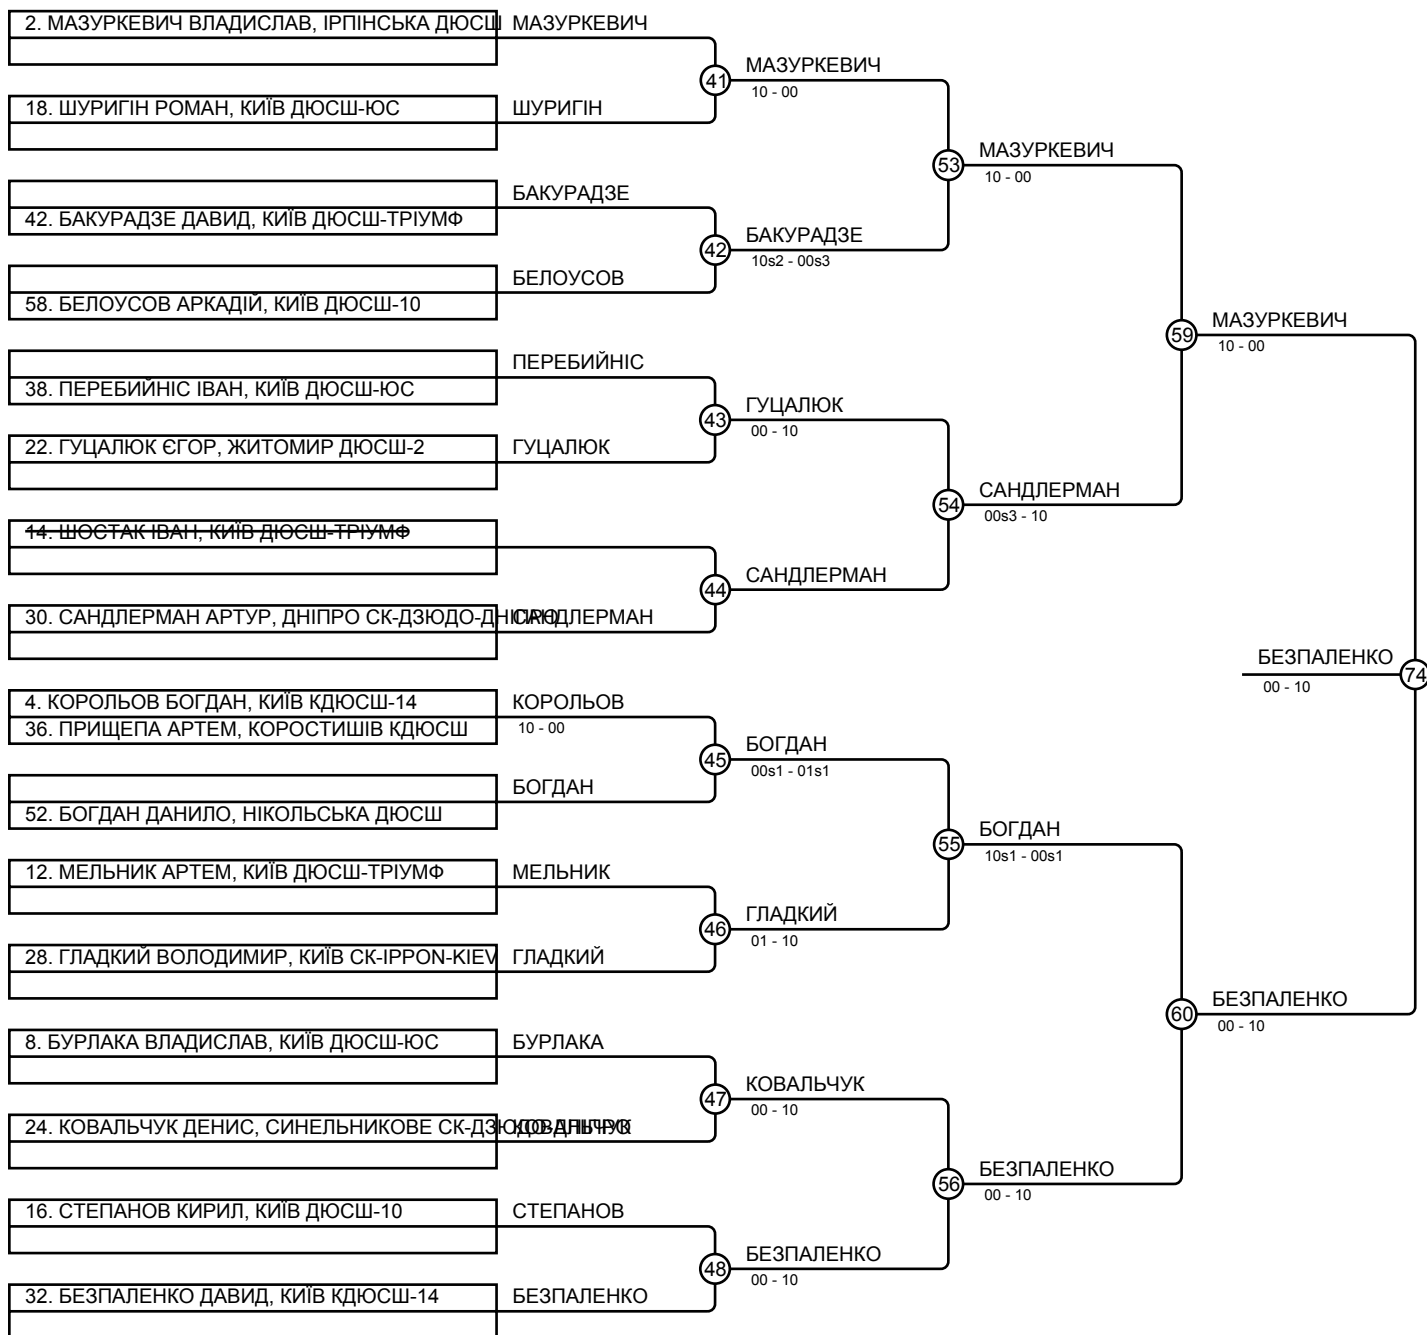 2. МАЗУРКЕВИЧ ВЛАДИСЛАВ, ІРПІНСЬКА ДЮСШ
МАЗУРКЕВИЧ
41
МАЗУРКЕВИЧ
10 - 00
18. ШУРИГІН РОМАН, КИЇВ ДЮСШ-ЮС
ШУРИГІН
53
МАЗУРКЕВИЧ
10 - 00
БАКУРАДЗЕ
42. БАКУРАДЗЕ ДАВИД, КИЇВ ДЮСШ-ТРІУМФ
42
БАКУРАДЗЕ
10s2 - 00s3
БЕЛОУСОВ
58. БЕЛОУСОВ АРКАДІЙ, КИЇВ ДЮСШ-10
59
МАЗУРКЕВИЧ
10 - 00
ПЕРЕБИЙНІС
38. ПЕРЕБИЙНІС ІВАН, КИЇВ ДЮСШ-ЮС
43
ГУЦАЛЮК
00 - 10
22. ГУЦАЛЮК ЄГОР, ЖИТОМИР ДЮСШ-2
ГУЦАЛЮК
54
САНДЛЕРМАН
00s3 - 10
14. ШОСТАК ІВАН, КИЇВ ДЮСШ-ТРІУМФ
44
САНДЛЕРМАН
30. САНДЛЕРМАН АРТУР, ДНІПРО СК-ДЗЮДО-ДНІПРО
САНДЛЕРМАН
БЕЗПАЛЕНКО
74
00 - 10
4. КОРОЛЬОВ БОГДАН, КИЇВ КДЮСШ-14
КОРОЛЬОВ
36. ПРИЩЕПА АРТЕМ, КОРОСТИШІВ КДЮСШ
10 - 00
45
БОГДАН
00s1 - 01s1
БОГДАН
52. БОГДАН ДАНИЛО, НІКОЛЬСЬКА ДЮСШ
55
БОГДАН
10s1 - 00s1
12. МЕЛЬНИК АРТЕМ, КИЇВ ДЮСШ-ТРІУМФ
МЕЛЬНИК
46
ГЛАДКИЙ
01 - 10
28. ГЛАДКИЙ ВОЛОДИМИР, КИЇВ СК-IPPON-KIEV
ГЛАДКИЙ
60
БЕЗПАЛЕНКО
00 - 10
8. БУРЛАКА ВЛАДИСЛАВ, КИЇВ ДЮСШ-ЮС
БУРЛАКА
47
КОВАЛЬЧУК
00 - 10
24. КОВАЛЬЧУК ДЕНИС, СИНЕЛЬНИКОВЕ СК-ДЗЮДО-ДНІПРО
КОВАЛЬЧУК
56
БЕЗПАЛЕНКО
00 - 10
16. СТЕПАНОВ КИРИЛ, КИЇВ ДЮСШ-10
СТЕПАНОВ
48
БЕЗПАЛЕНКО
00 - 10
32. БЕЗПАЛЕНКО ДАВИД, КИЇВ КДЮСШ-14
БЕЗПАЛЕНКО